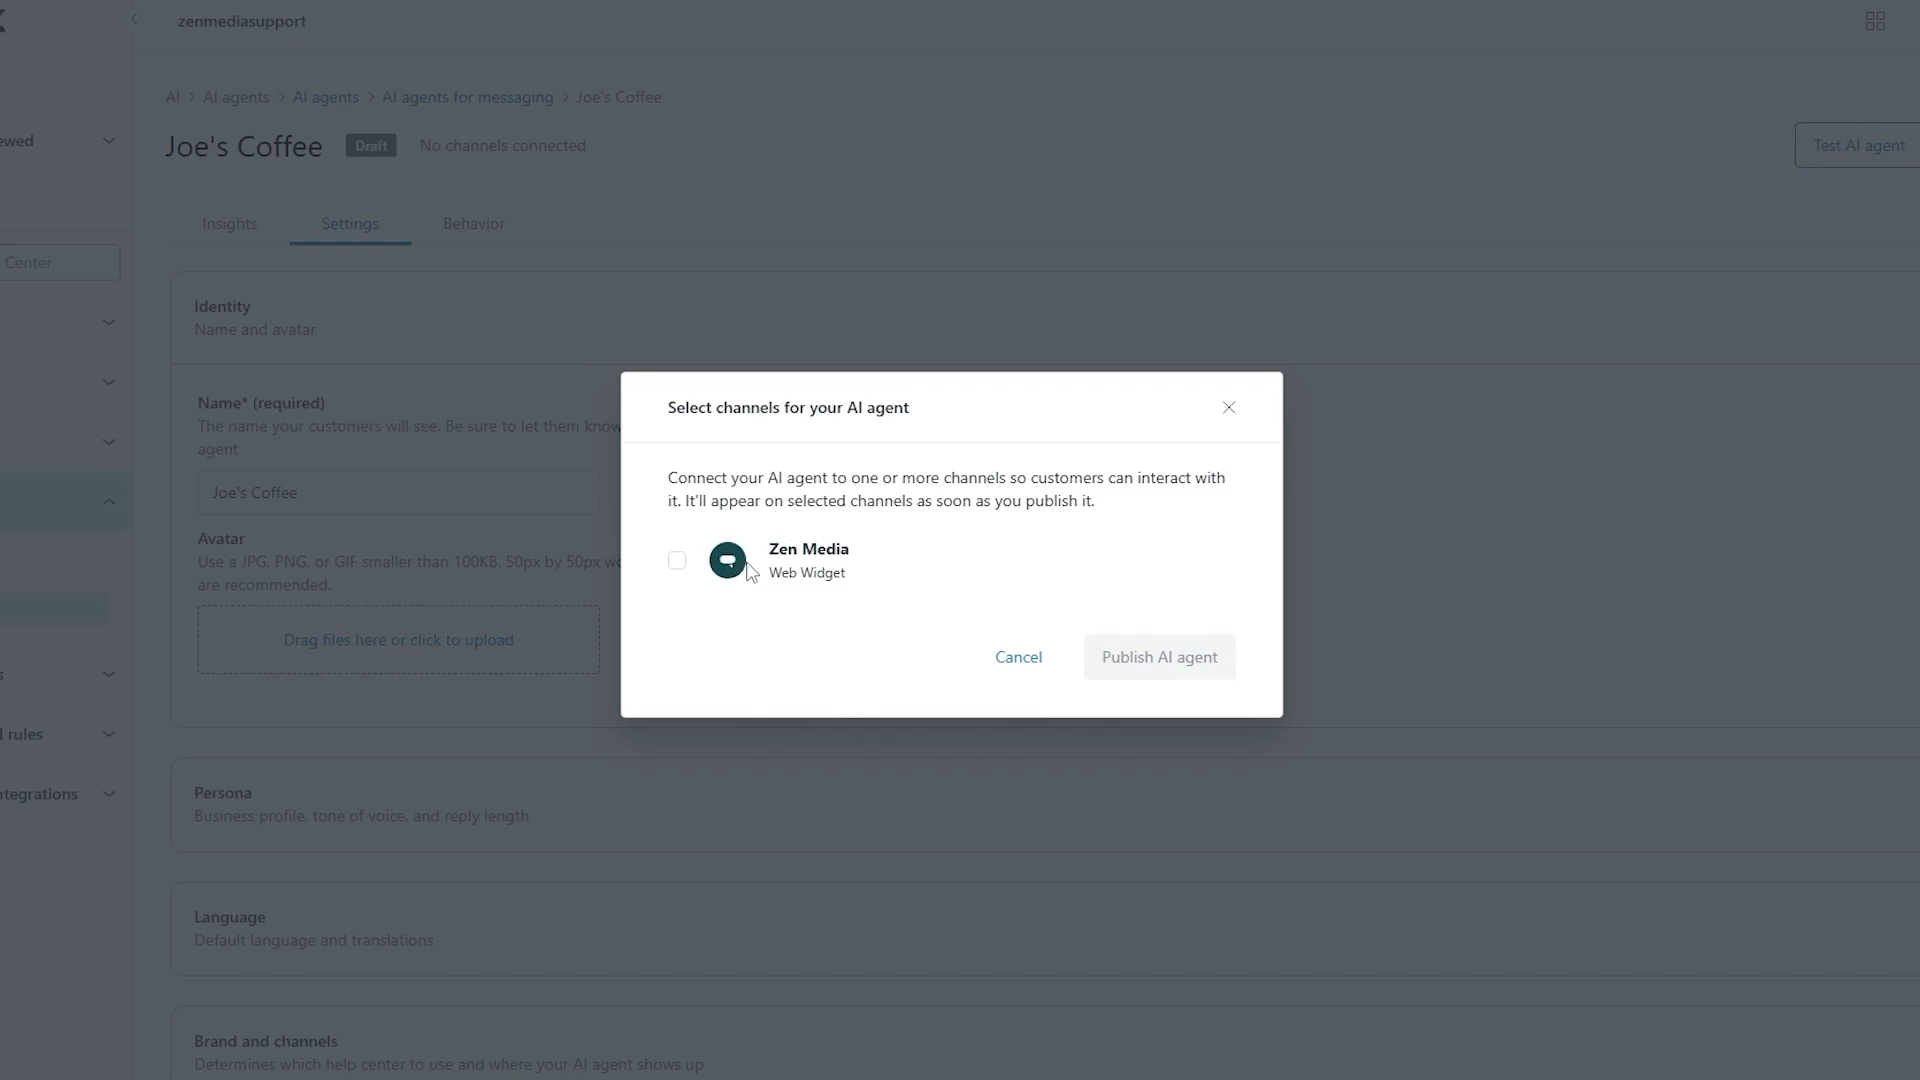 zenmediasupport
AI > AI agents > AI agents > AI agents for messaging > Joe's Coffee
ewed
Joe's Coffee Draft No channels connected
Test AI agent
Insights Settings Behavior
Center
Identity
Name and avatar
Name* (required)
The name your customers will see. Be sure to let them know
agent
Joe's Coffee
Avatar
Use a JPG, PNG, or GIF smaller than 100KB. 50px by 50px
are recommended.
Drag files here or click to upload
Select channels for your AI agent
Connect your AI agent to one or more channels so customers can interact with
it. It'll appear on selected channels as soon as you publish it.
Zen Media
Web Widget
Cancel Publish AI agent
s
d rules
ntegrations
Persona
Business profile, tone of voice, and reply length
Language
Default language and translations
Brand and channels
Determines which help center to use and where your AI agent shows up